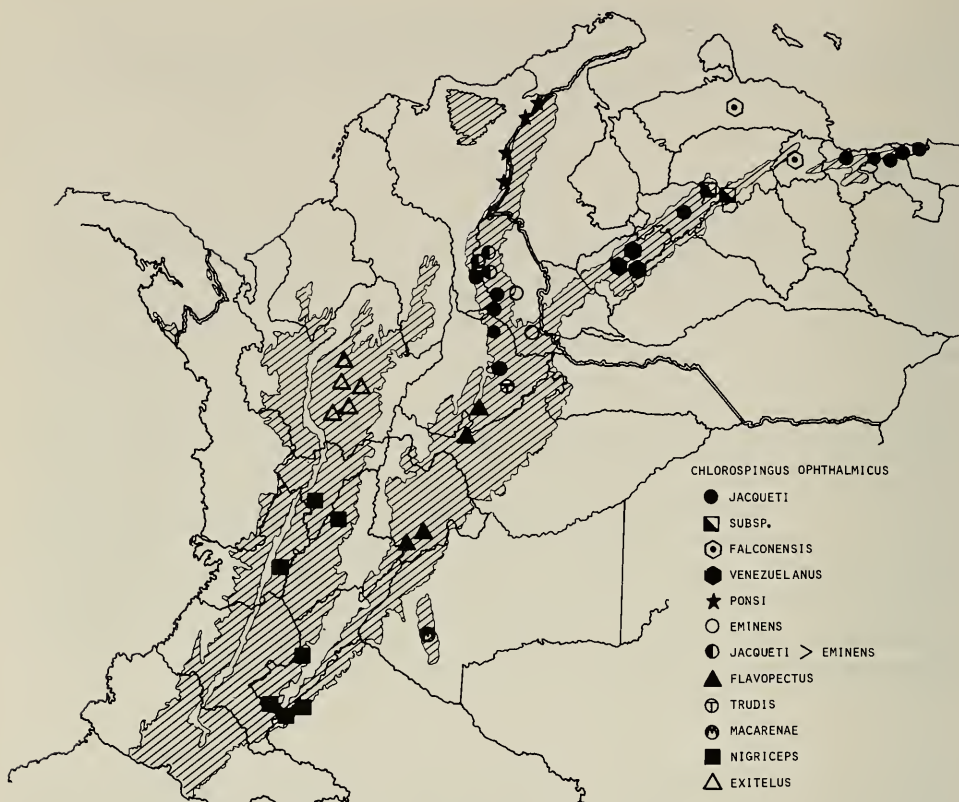 CHLOROSPINGUS OPHTHALMICUS
JACQUETI
SUBSP.
FALCONENSIS
VENEZUELANUS
PONSI
EMINENS
JACQUETI > EMINENS
FLAVOPECTUS
TRUDIS
MACARENAE
NIGRICEPS
EXITELUS